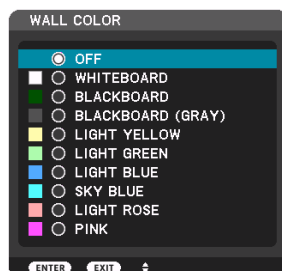 WALL COLOR
OFF
WHITEBOARD
BLACKBOARD
BLACKBOARD (GRAY)
LIGHT YELLOW
LIGHT GREEN
LIGHT BLUE
SKY BLUE
LIGHT ROSE
PINK
ENTER EXIT